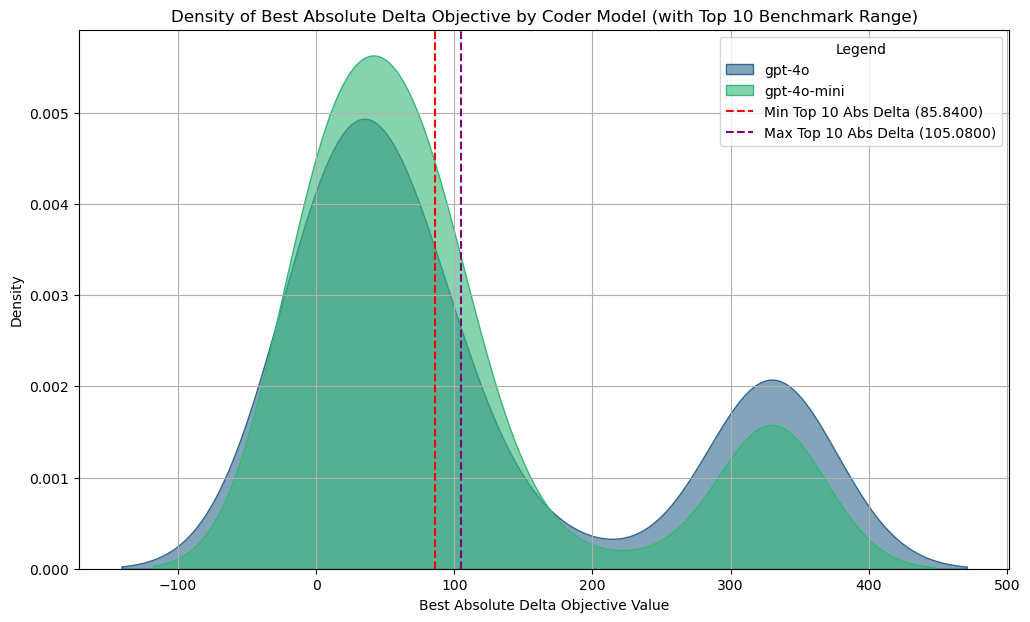 Density of Best Absolute Delta Objective by Coder Model (with Top 10 Benchmark Range)
Legend
gpt-4o
gpt-4o-mini
Min Top 10 Abs Delta (85.8400)
Max Top 10 Abs Delta (105.0800)
Density
0.005
0.004
0.003
0.002
0.001
0.000
−100 0 100 200 300 400 500
Best Absolute Delta Objective Value